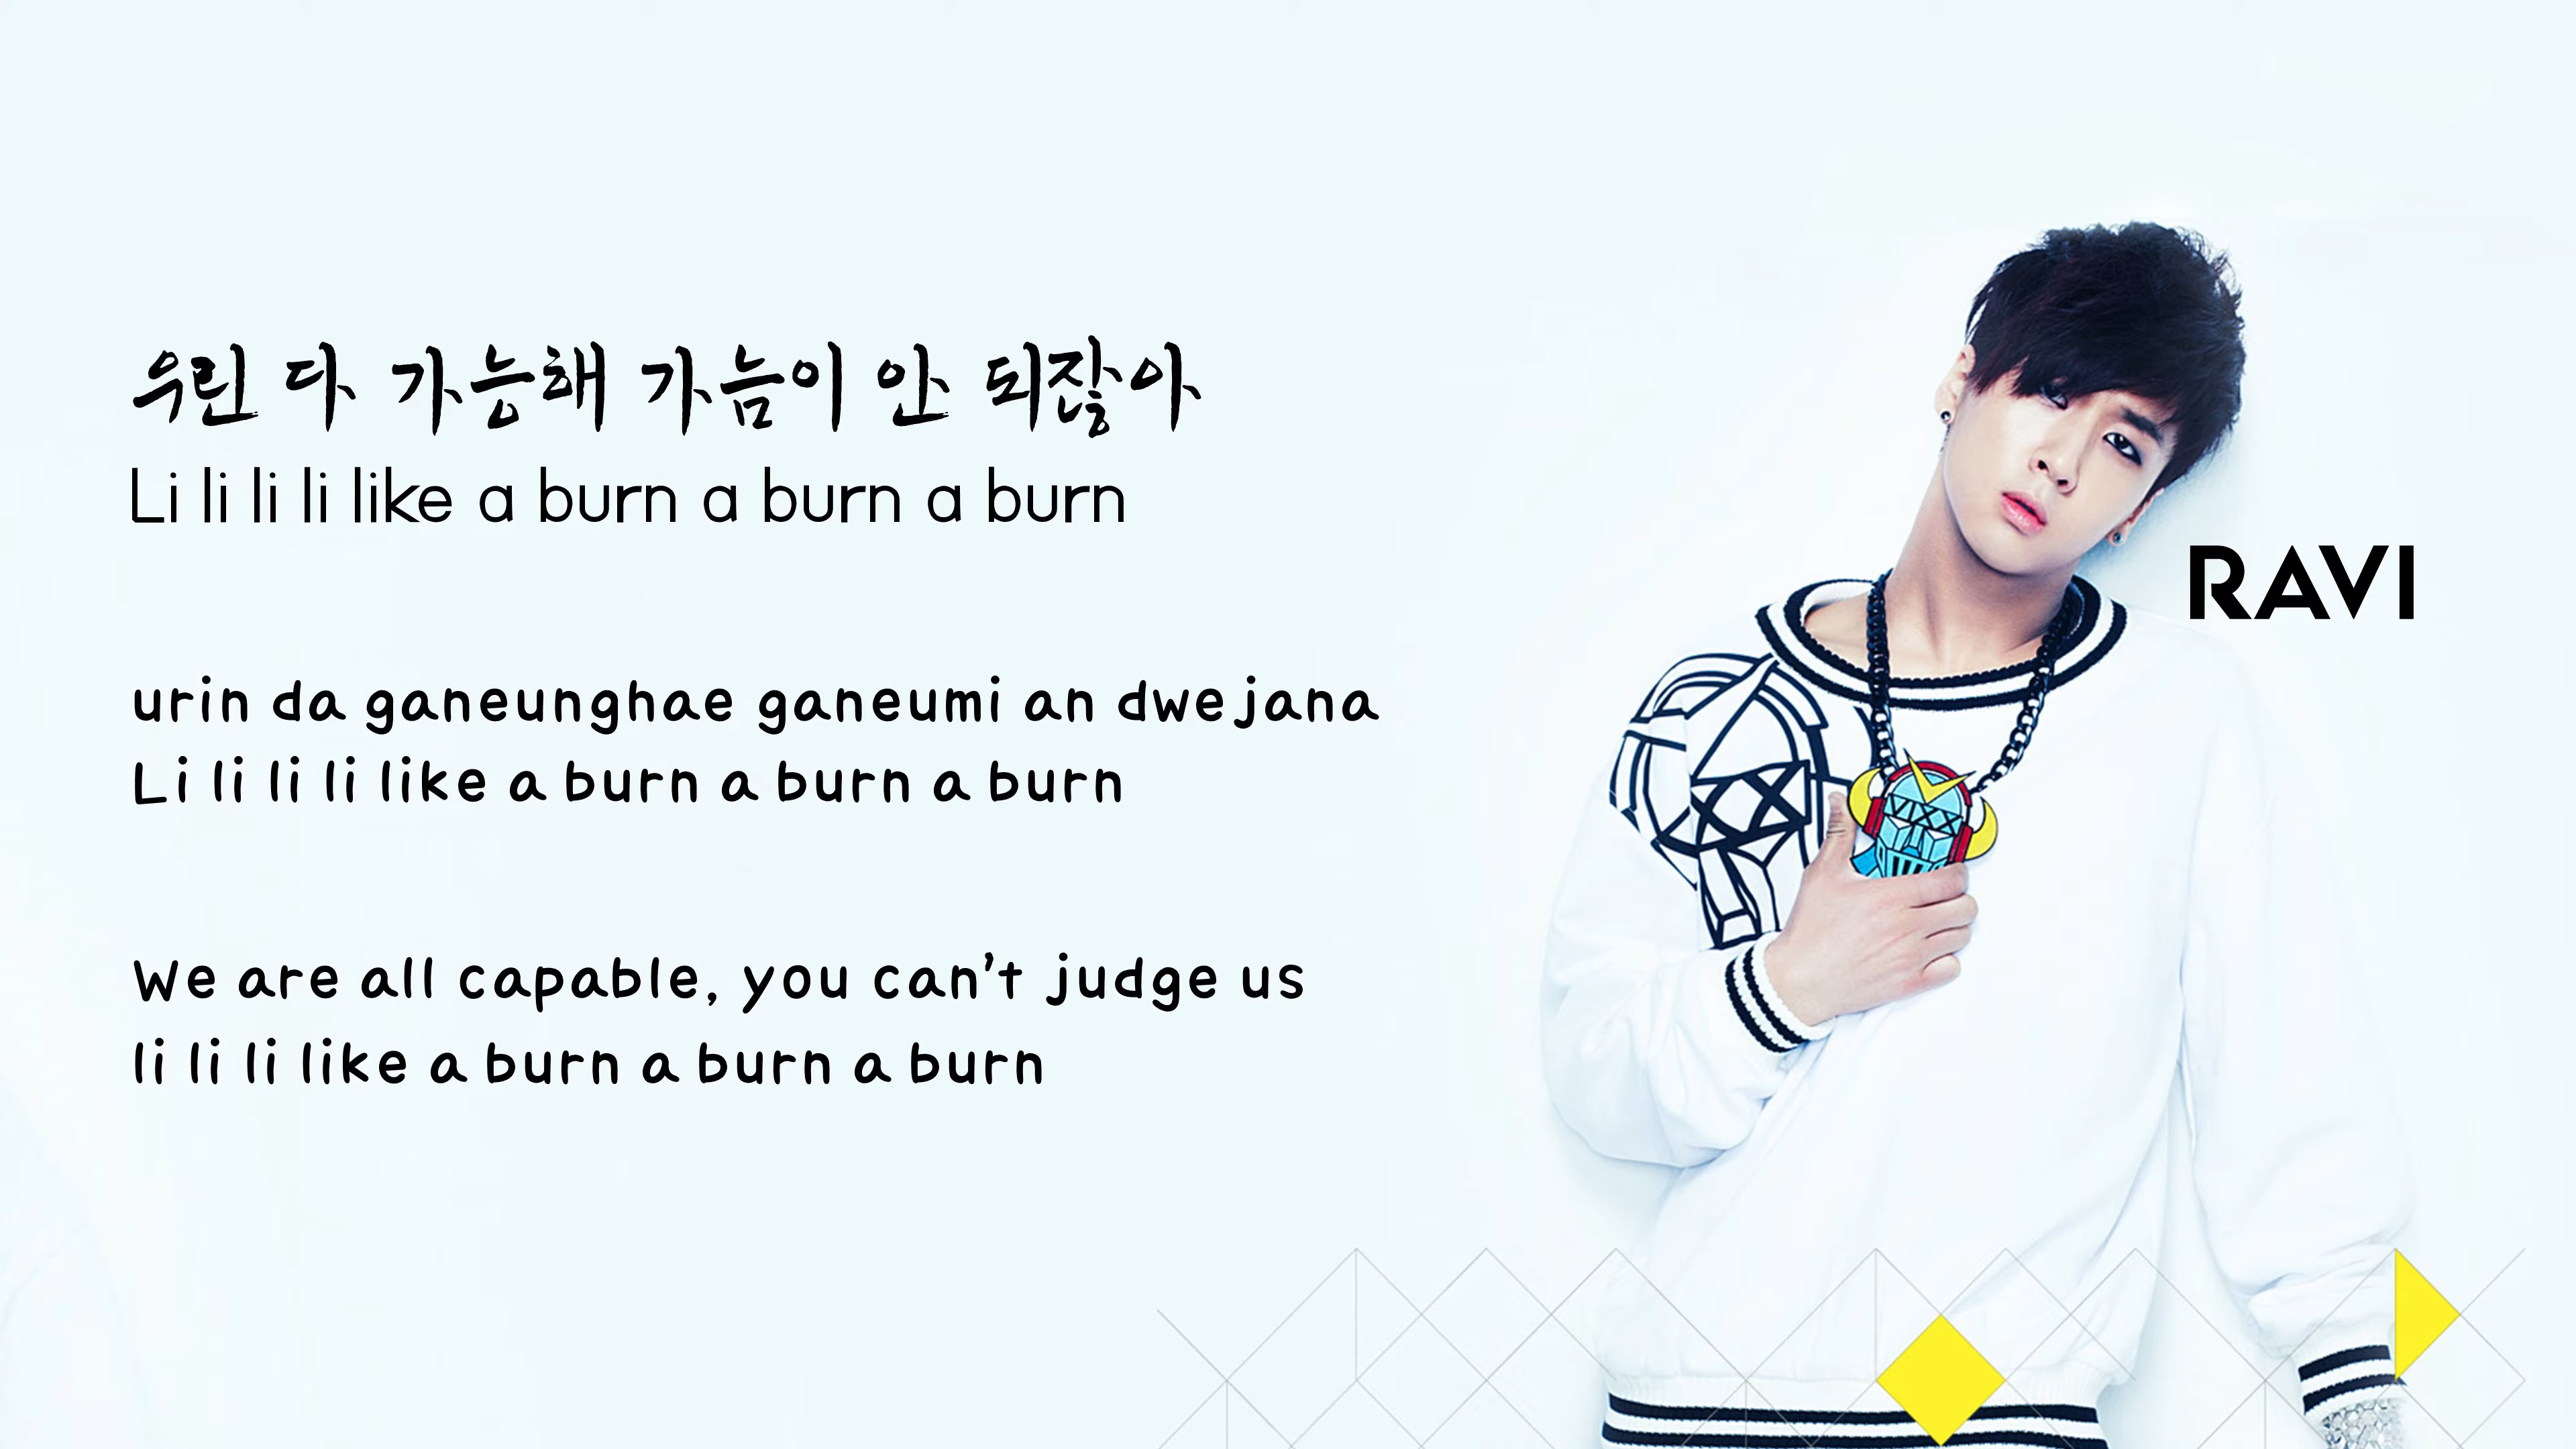 우린 다 가능해 가늠이 안 되잖아
Li li li li like a burn a burn a burn
urin da ganeunghae ganeumi an dwejana
Li li li li like a burn a burn a burn
We are all capable, you can't judge us
li li li like a burn a burn a burn
RAVI
VIXX